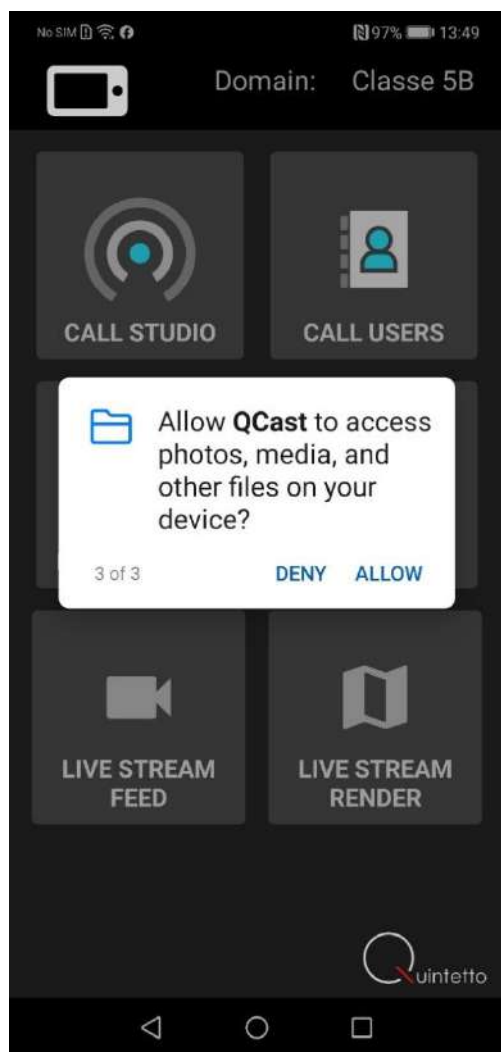 No SIM 97% 13:49
Domain: Classe 5B
CALL STUDIO
CALL USERS
Allow QCast to access
photos, media, and
other files on your
device?
3 of 3 DENY ALLOW
LIVE STREAM
FEED
LIVE STREAM
RENDER
Quintetto